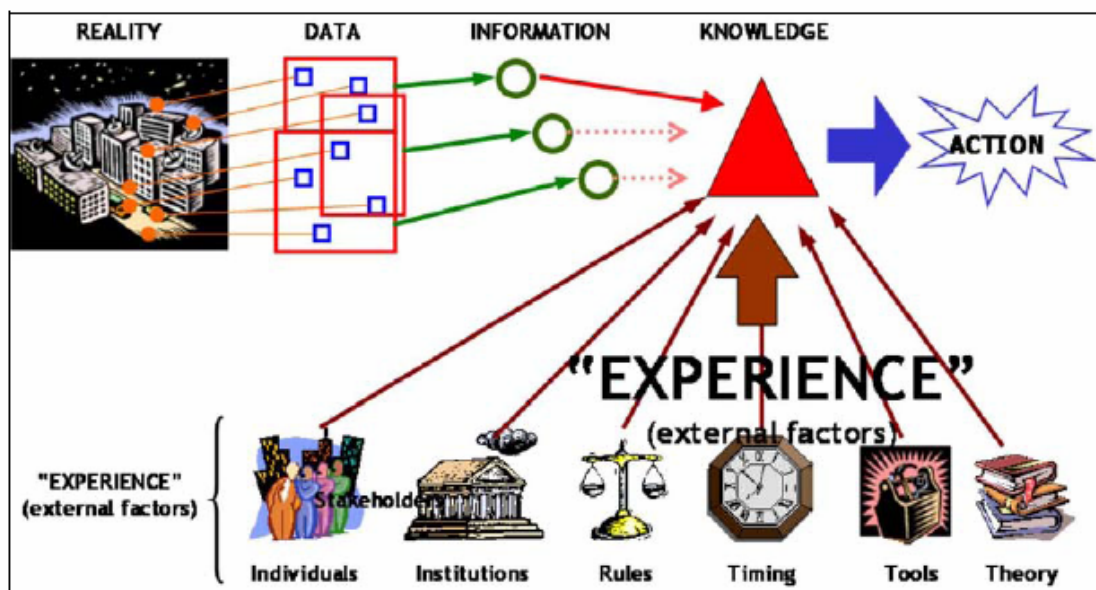 REALITY DATA INFORMATION KNOWLEDGE
ACTION
“EXPERIENCE”
(external factors)
“EXPERIENCE”
(external factors)
Stakeholders
Individuals Institutions Rules Timing Tools Theory